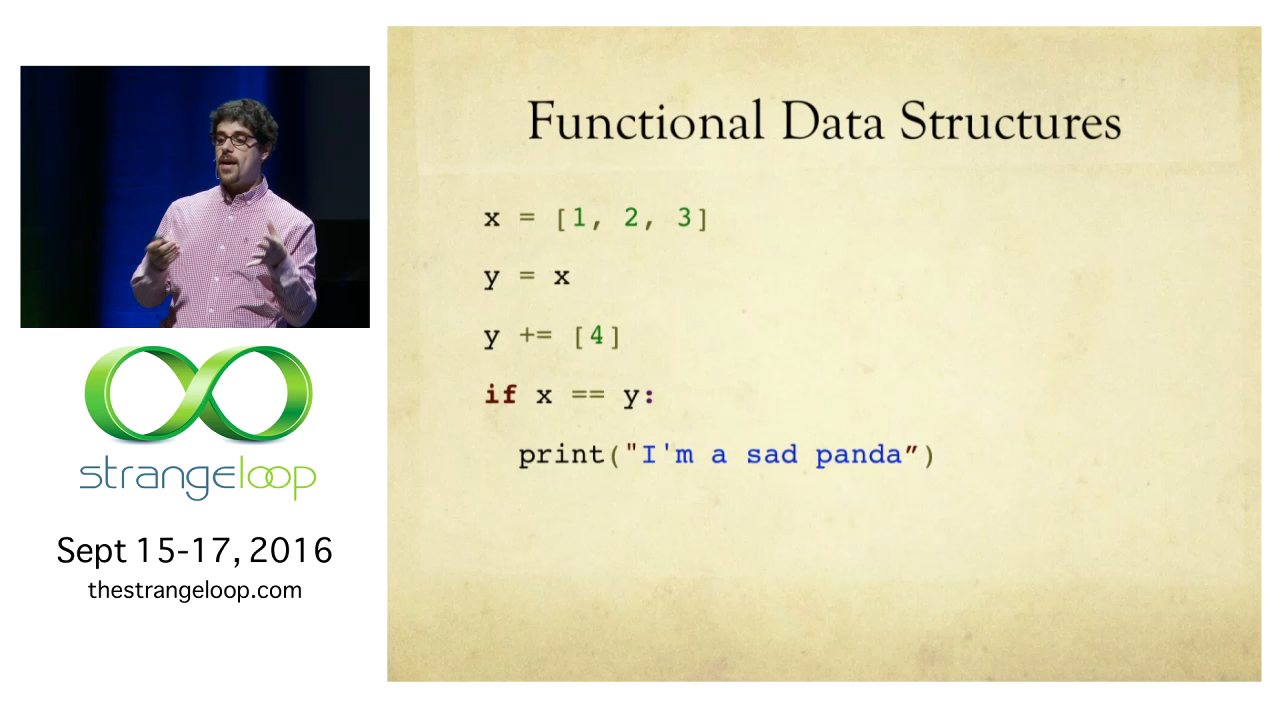 strangeloop
Sept 15-17, 2016
thestrangeloop.com
Functional Data Structures
x = [1, 2, 3]
y = x
y += [4]
if x == y:
print("I'm a sad panda”)